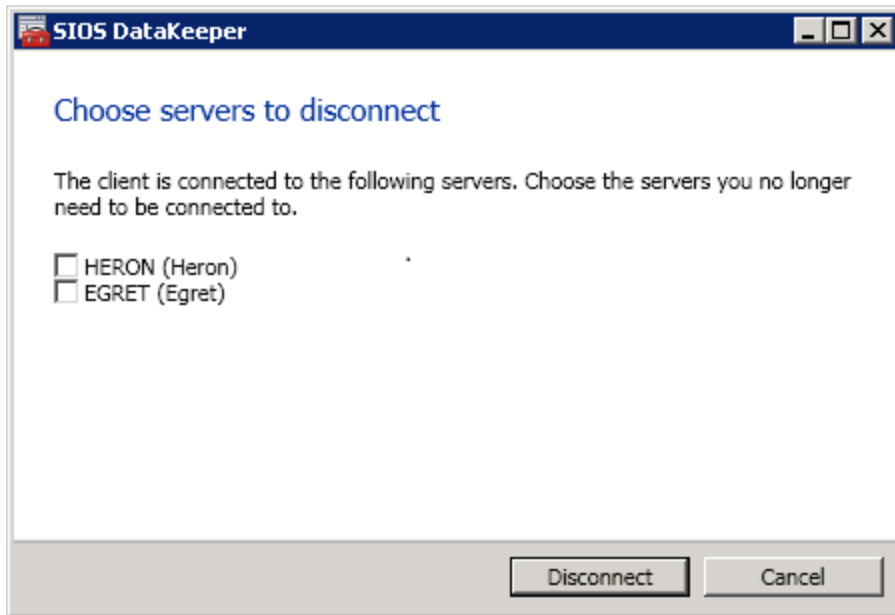 SIOS DataKeeper
Choose servers to disconnect
The client is connected to the following servers. Choose the servers you no longer
need to be connected to.
HERON (Heron)
EGRET (Egret)
Disconnect Cancel